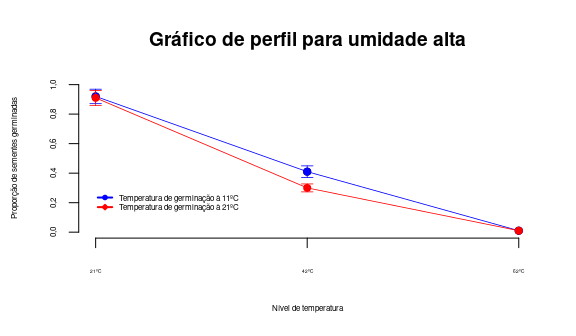 Gráfico de perfil para umidade alta
Proporção de sementes germinadas
1,0
0,8
0,6
0,4
0,2
0,0
Temperatura de germinação à 11ºC
Temperatura de germinação à 21ºC
21ºC
42ºC
62ºC
Nível de temperatura